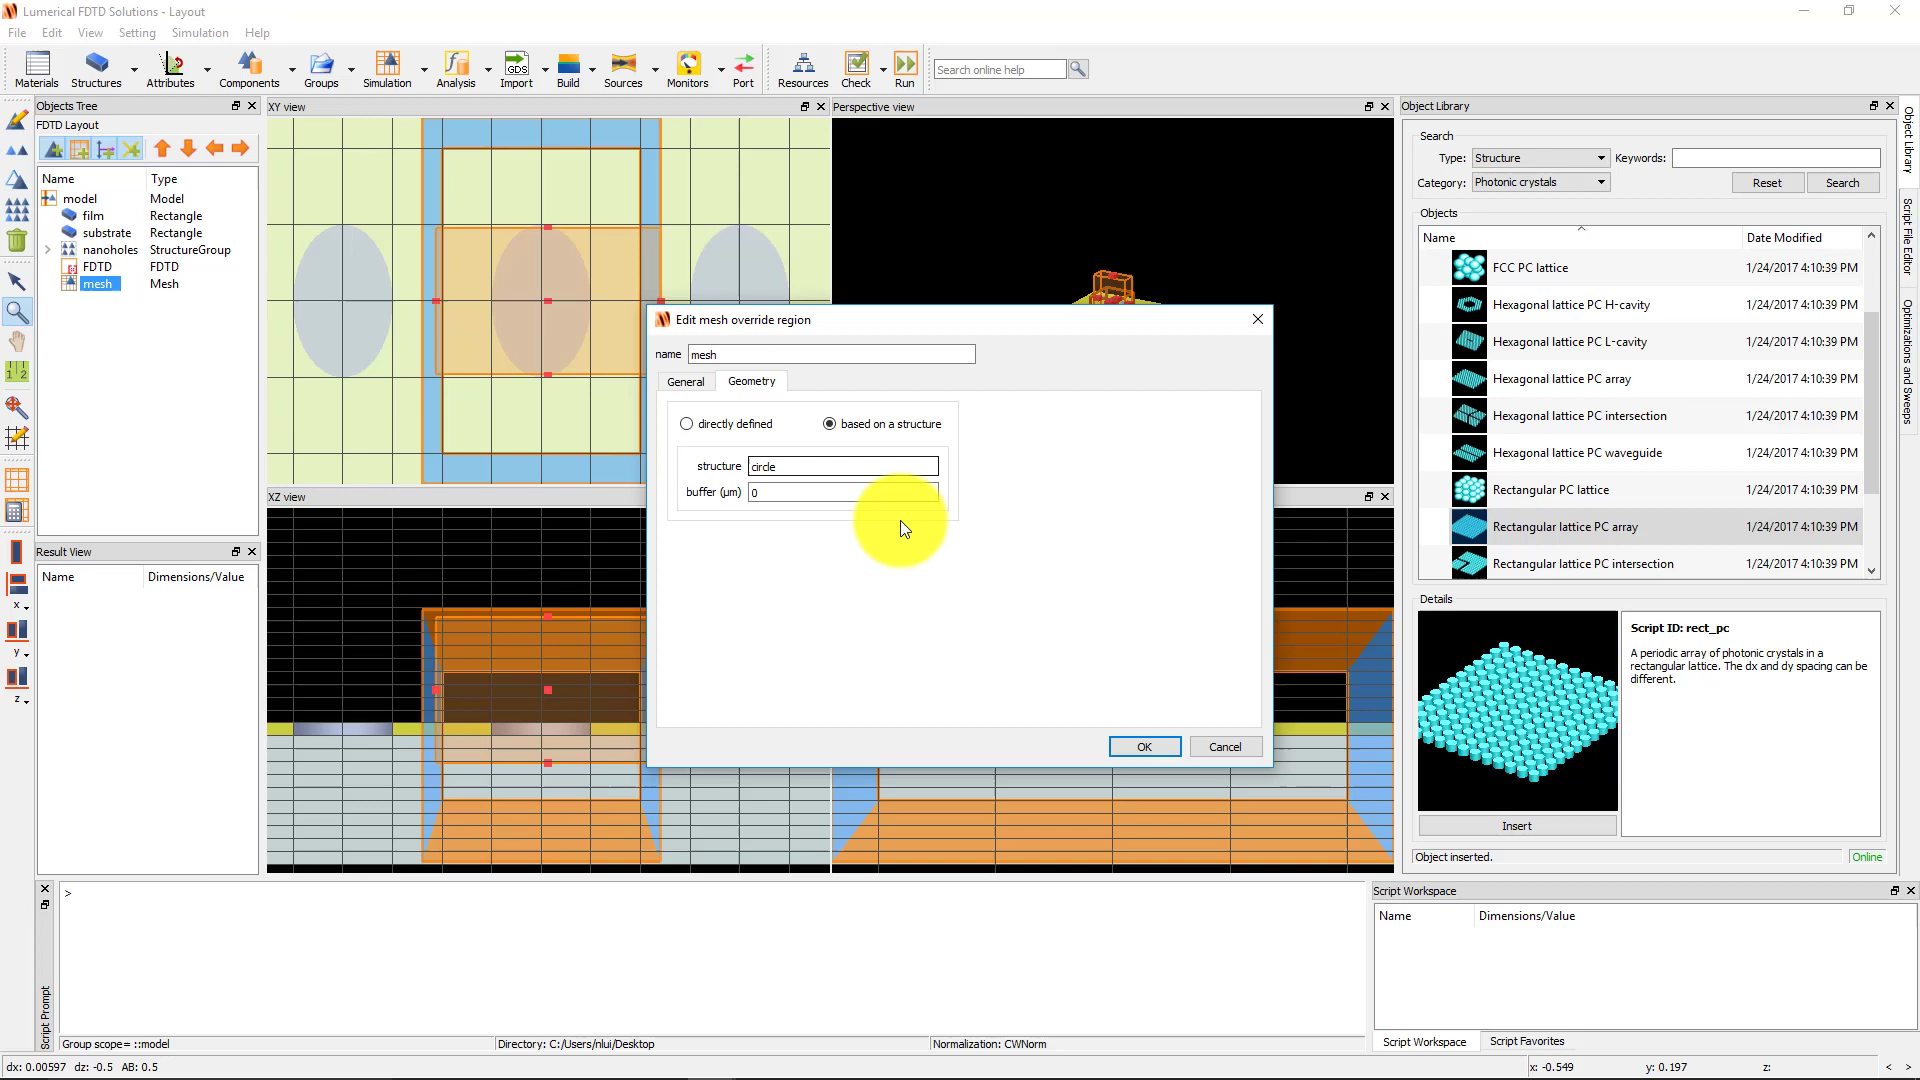 Lumerical FDTD Solutions - Layout
File Edit View Setting Simulation Help
Materials Structures Attributes Components Groups Simulation Analysis Import Build Sources Monitors Port Resources Check Run Search online help
GDS
Objects Tree
FDTD Layout
Name Type
model Model
film Rectangle
substrate Rectangle
nanoholes StructureGroup
FDTD FDTD
mesh Mesh
x
y
z
Result View
Name Dimensions/Value
XY view
Perspective view
XZ view
Edit mesh override region
name mesh
General Geometry
directly defined based on a structure
structure circle
buffer (µm) 0
OK Cancel
Object Library
Search
Type: Structure Keywords:
Category: Photonic crystals Reset Search
Objects
Name Date Modified
FCC PC lattice 1/24/2017 4:10:39 PM
Hexagonal lattice PC H-cavity 1/24/2017 4:10:39 PM
Hexagonal lattice PC L-cavity 1/24/2017 4:10:39 PM
Hexagonal lattice PC array 1/24/2017 4:10:39 PM
Hexagonal lattice PC intersection 1/24/2017 4:10:39 PM
Hexagonal lattice PC waveguide 1/24/2017 4:10:39 PM
Rectangular PC lattice 1/24/2017 4:10:39 PM
Rectangular lattice PC array 1/24/2017 4:10:39 PM
Rectangular lattice PC intersection 1/24/2017 4:10:39 PM
Details
Script ID: rect_pc
A periodic array of photonic crystals in a
rectangular lattice. The dx and dy spacing can be
different.
Insert
Object inserted. Online
Object Library
Script File Editor
Optimizations and Sweeps
>
Script Prompt
Group scope= ::model Directory: C:/Users/nlui/Desktop Normalization: CWNorm
Script Workspace
Name Dimensions/Value
Script Workspace Script Favorites
dx: 0.00597 dz: -0.5 AB: 0.5 x: -0.549 y: 0.197 z: < >